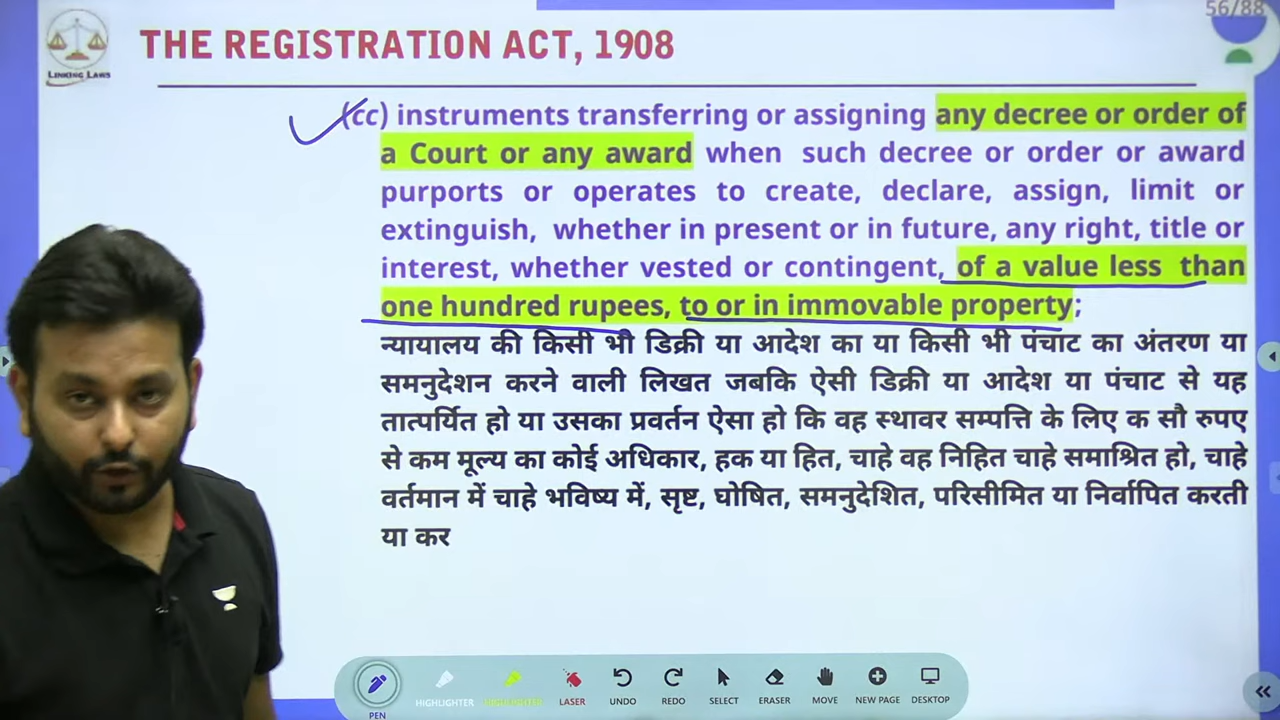 56/88
THE REGISTRATION ACT, 1908
LINKING LAWS
(cc) instruments transferring or assigning any decree or order of
a Court or any award when such decree or order or award
purports or operates to create, declare, assign, limit or
extinguish, whether in present or in future, any right, title or
interest, whether vested or contingent, of a value less than
one hundred rupees, to or in immovable property;
न्यायालय की किसी भी डिक्री या आदेश का या किसी भी पंचाट का अंतरण या
समनुदेशन करने वाली लिखत जबकि ऐसी डिक्री या आदेश या पंचाट से यह
तात्पर्यित हो या उसका प्रवर्तन ऐसा हो कि वह स्थावर सम्पत्ति के लिए क सौ रुपए
से कम मूल्य का कोई अधिकार, हक या हित, चाहे वह निहित चाहे समाश्रित हो, चाहे
वर्तमान में चाहे भविष्य में, सृष्ट, घोषित, समनुदेशित, परिसीमित या निर्वापित करती
या कर
PEN HIGHLIGHTER HIGHLIGHTER LASER UNDO REDO SELECT ERASER MOVE NEW PAGE DESKTOP